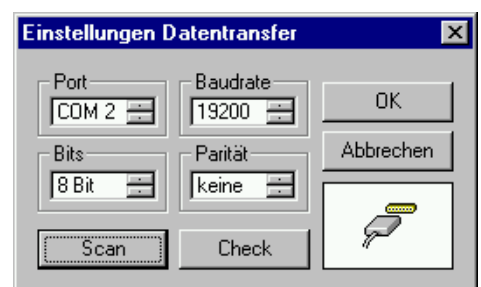 Einstellungen Datentransfer
Port
Baudrate
COM 2
19200
OK
Bits
Parität
Abbrechen
8 Bit
keine
Scan
Check